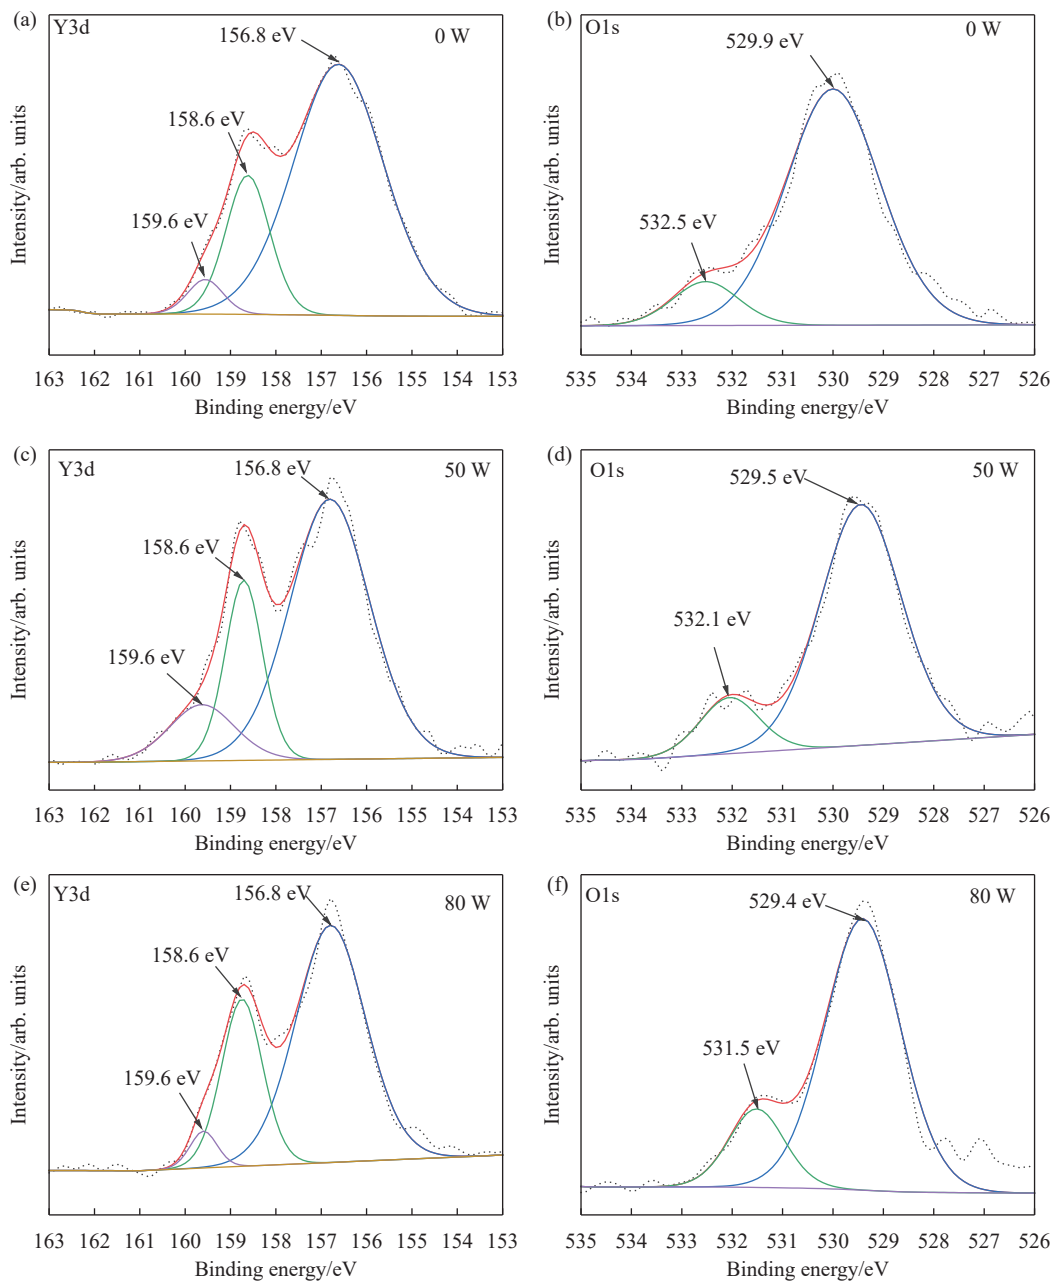 (a) Y3d 156.8 eV 0 W
158.6 eV
159.6 eV
Intensity/arb. units
163 162 161 160 159 158 157 156 155 154 153
Binding energy/eV
(b) O1s 529.9 eV 0 W
532.5 eV
Intensity/arb. units
535 534 533 532 531 530 529 528 527 526
Binding energy/eV
(c) Y3d 156.8 eV 50 W
158.6 eV
159.6 eV
Intensity/arb. units
163 162 161 160 159 158 157 156 155 154 153
Binding energy/eV
(d) O1s 529.5 eV 50 W
532.1 eV
Intensity/arb. units
535 534 533 532 531 530 529 528 527 526
Binding energy/eV
(e) Y3d 156.8 eV 80 W
158.6 eV
159.6 eV
Intensity/arb. units
163 162 161 160 159 158 157 156 155 154 153
Binding energy/eV
(f) O1s 529.4 eV 80 W
531.5 eV
Intensity/arb. units
535 534 533 532 531 530 529 528 527 526
Binding energy/eV